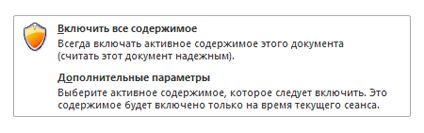 Включить все содержимое
Всегда включать активное содержимое этого документа
(считать этот документ надежным).
Дополнительные параметры
Выберите активное содержимое, которое следует включить. Это
содержимое будет включено только на время текущего сеанса.